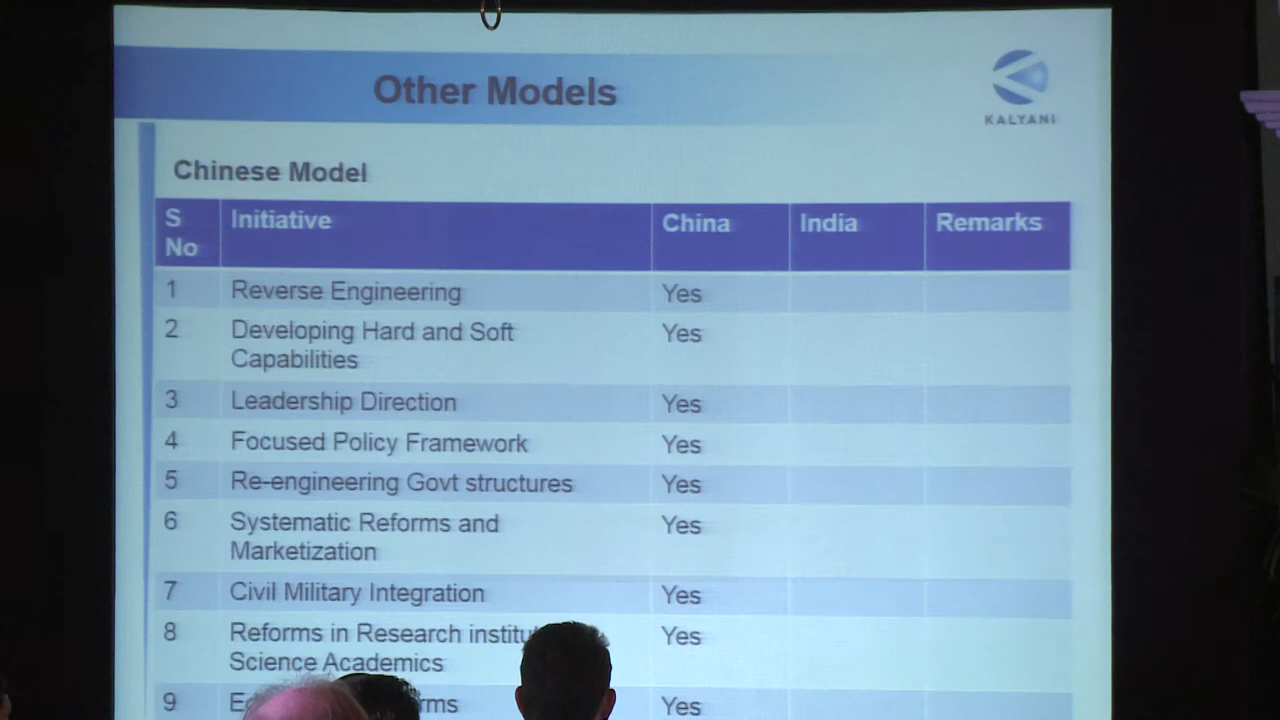 Other Models
KALYANI
Chinese Model
S No Initiative China India Remarks
1 Reverse Engineering Yes
2 Developing Hard and Soft Capabilities Yes
3 Leadership Direction Yes
4 Focused Policy Framework Yes
5 Re-engineering Govt structures Yes
6 Systematic Reforms and Marketization Yes
7 Civil Military Integration Yes
8 Reforms in Research Science Academics Yes
9 Yes